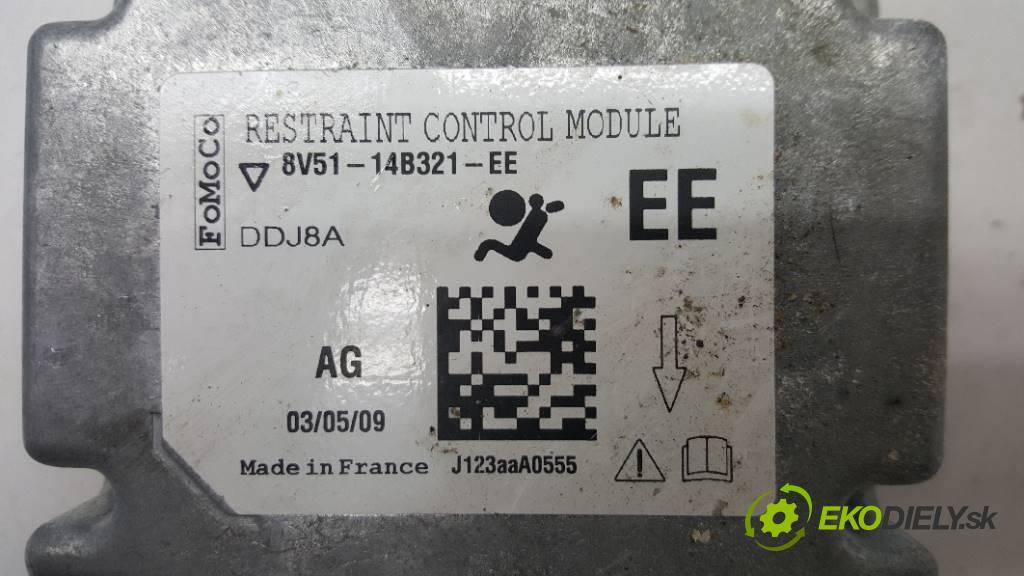 FoMoCo
RESTRAINT CONTROL MODULE
8V51-14B321-EE
EE
DDJ8A
AG
03/05/09
Made in France
J123aaA0555
EKODIELY.sk